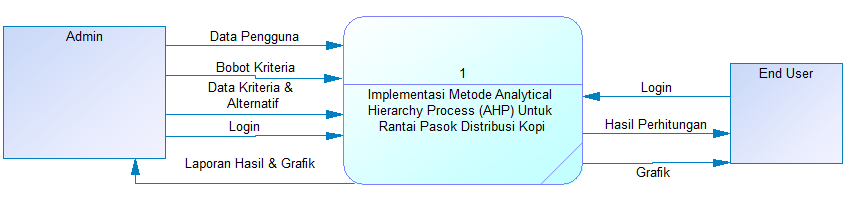 Admin
Data Pengguna
Bobot Kriteria
Data Kriteria &
Alternatif
Login
Laporan Hasil & Grafik
1
Implementasi Metode Analytical
Hierarchy Process (AHP) Untuk
Rantai Pasok Distribusi Kopi
Login
Hasil Perhitungan
Grafik
End User